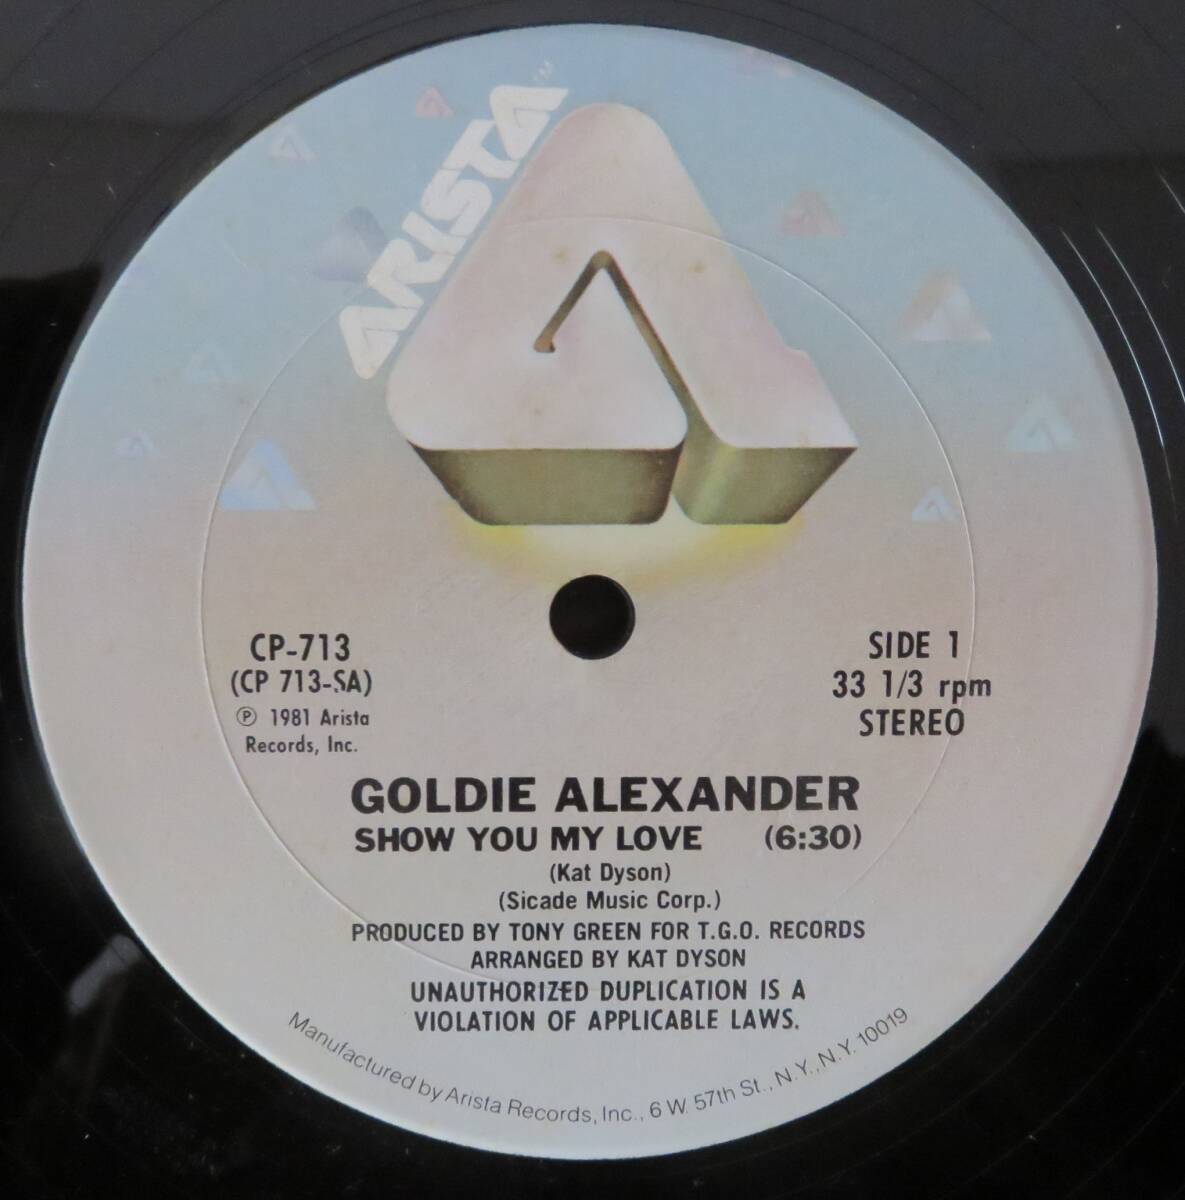 ARISTA™
CP-713
(CP 713-SA)
℗ 1981 Arista
Records, Inc.
SIDE 1
33 1/3 rpm
STEREO
GOLDIE ALEXANDER
SHOW YOU MY LOVE (6:30)
(Kat Dyson)
(Sicade Music Corp.)
PRODUCED BY TONY GREEN FOR T.G.O. RECORDS
ARRANGED BY KAT DYSON
UNAUTHORIZED DUPLICATION IS A
VIOLATION OF APPLICABLE LAWS.
Manufactured by Arista Records, Inc., 6 W. 57th St., N.Y., N.Y. 10019